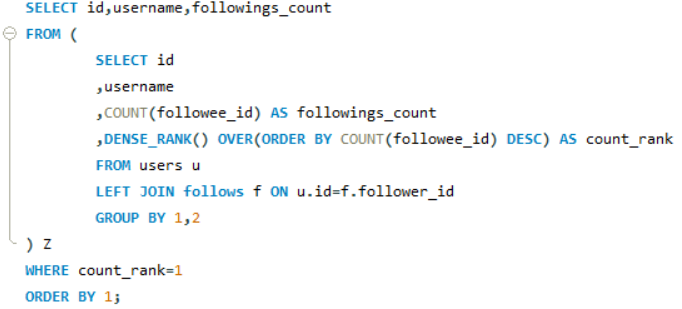 SELECT id,username,followings_count
FROM (
SELECT id
,username
,COUNT(followee_id) AS followings_count
,DENSE_RANK() OVER(ORDER BY COUNT(followee_id) DESC) AS count_rank
FROM users u
LEFT JOIN follows f ON u.id=f.follower_id
GROUP BY 1,2
) Z
WHERE count_rank=1
ORDER BY 1;